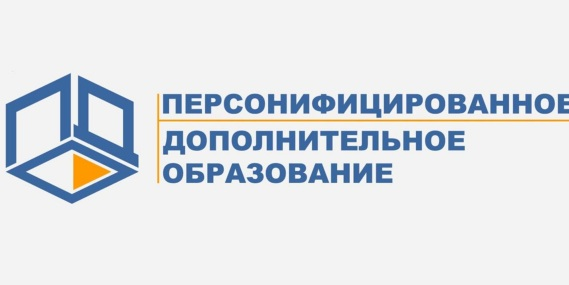 ПЕРСОНИФИЦИРОВАННОЕ
ДОПОЛНИТЕЛЬНОЕ
ОБРАЗОВАНИЕ